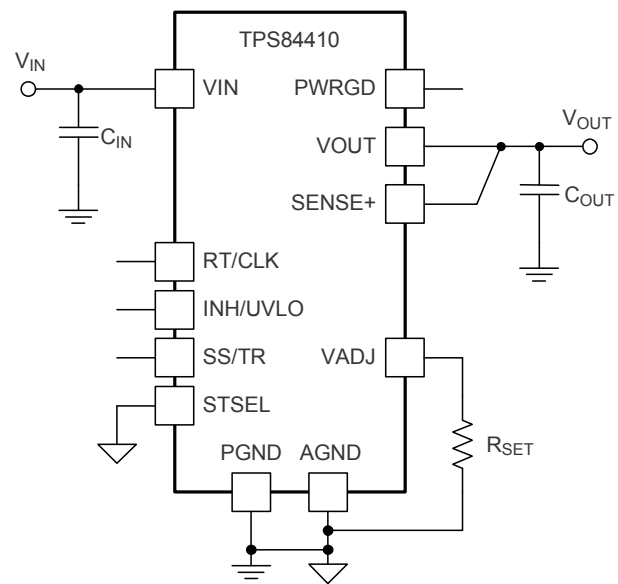 TPS84410
V_IN
VIN
PWRGD
C_IN
VOUT
V_OUT
SENSE+
C_OUT
RT/CLK
INH/UVLO
SS/TR
VADJ
STSEL
R_SET
PGND
AGND